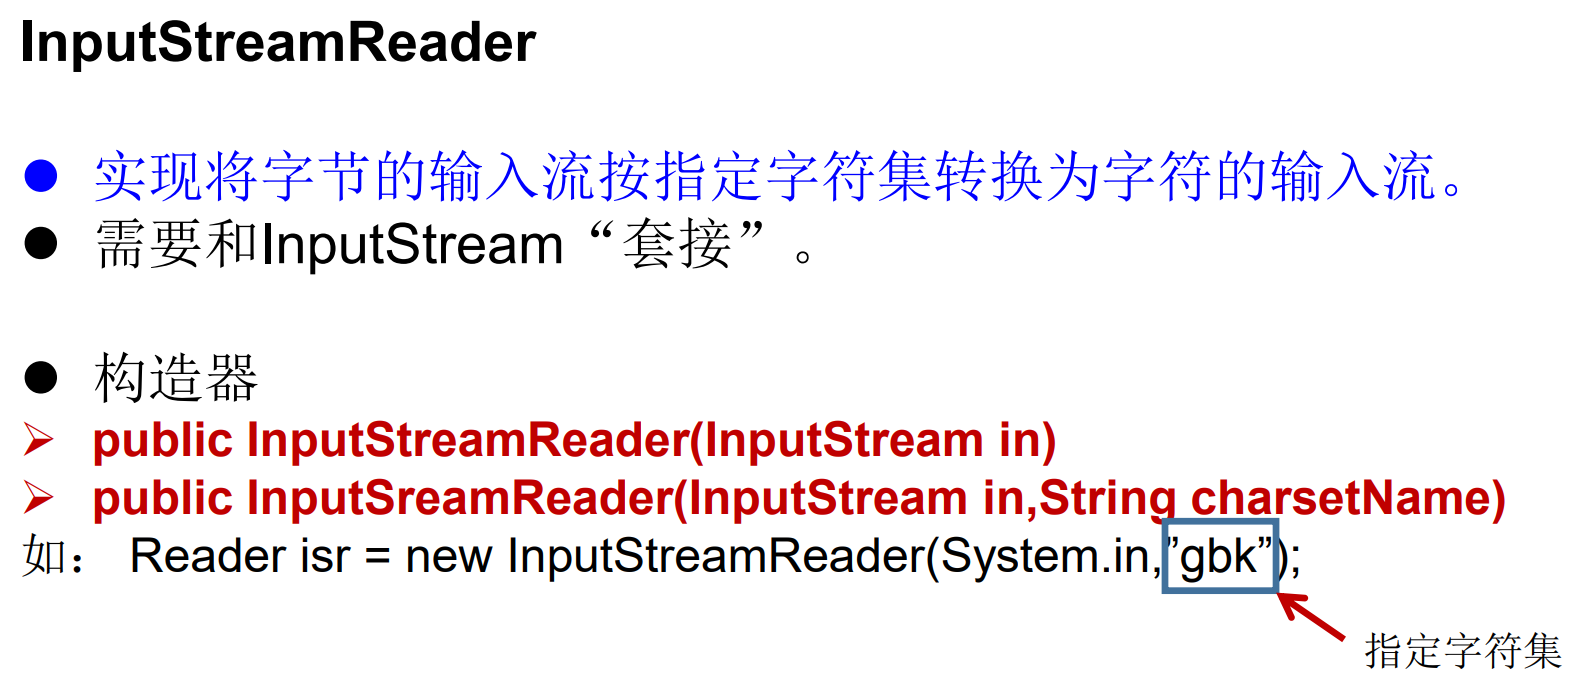 InputStreamReader
● 实现将字节的输入流按指定字符集转换为字符的输入流。
● 需要和InputStream“套接”。
● 构造器
➢ public InputStreamReader(InputStream in)
➢ public InputSreamReader(InputStream in,String charsetName)
如： Reader isr = new InputStreamReader(System.in,”gbk”);
指定字符集